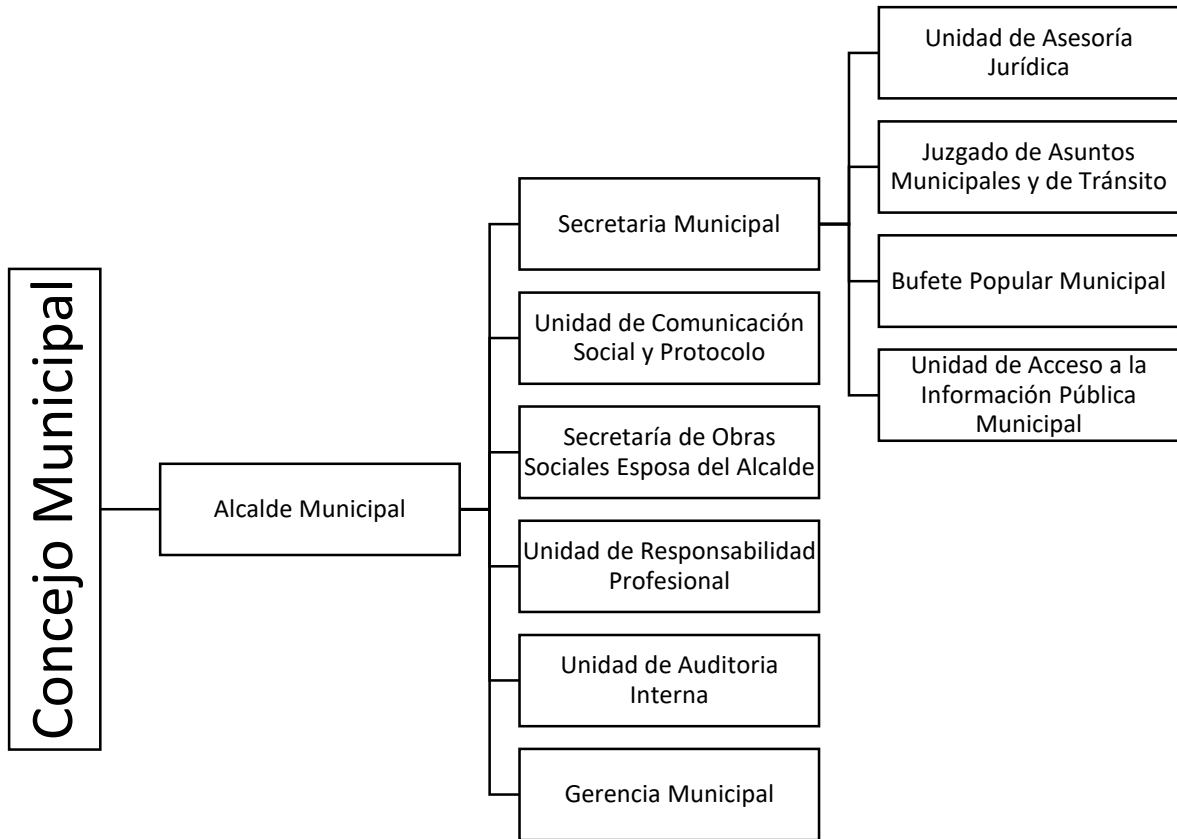 Concejo Municipal
Alcalde Municipal
Secretaria Municipal
Unidad de Asesoría
Jurídica
Juzgado de Asuntos
Municipales y de Tránsito
Bufete Popular Municipal
Unidad de Acceso a la
Información Pública
Municipal
Unidad de Comunicación
Social y Protocolo
Secretaría de Obras
Sociales Esposa del Alcalde
Unidad de Responsabilidad
Profesional
Unidad de Auditoria
Interna
Gerencia Municipal